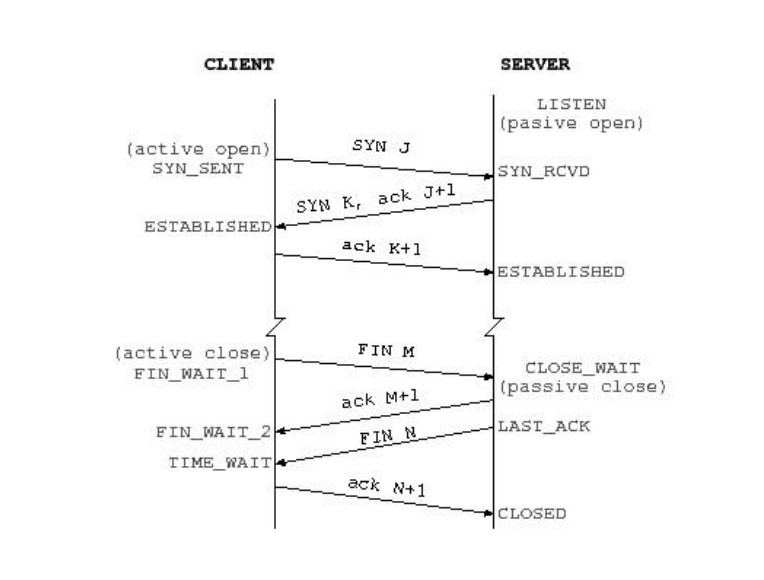 CLIENT
SERVER
LISTEN
(pasive open)
SYN J
(active open)
SYN_SENT
SYN_RCVD
SYN K, ack J+1
ESTABLISHED
ack K+1
ESTABLISHED
FIN M
(active close)
FIN_WAIT_1
CLOSE_WAIT
(passive close)
ack M+1
FIN_WAIT_2
LAST_ACK
FIN N
TIME_WAIT
ack N+1
CLOSED